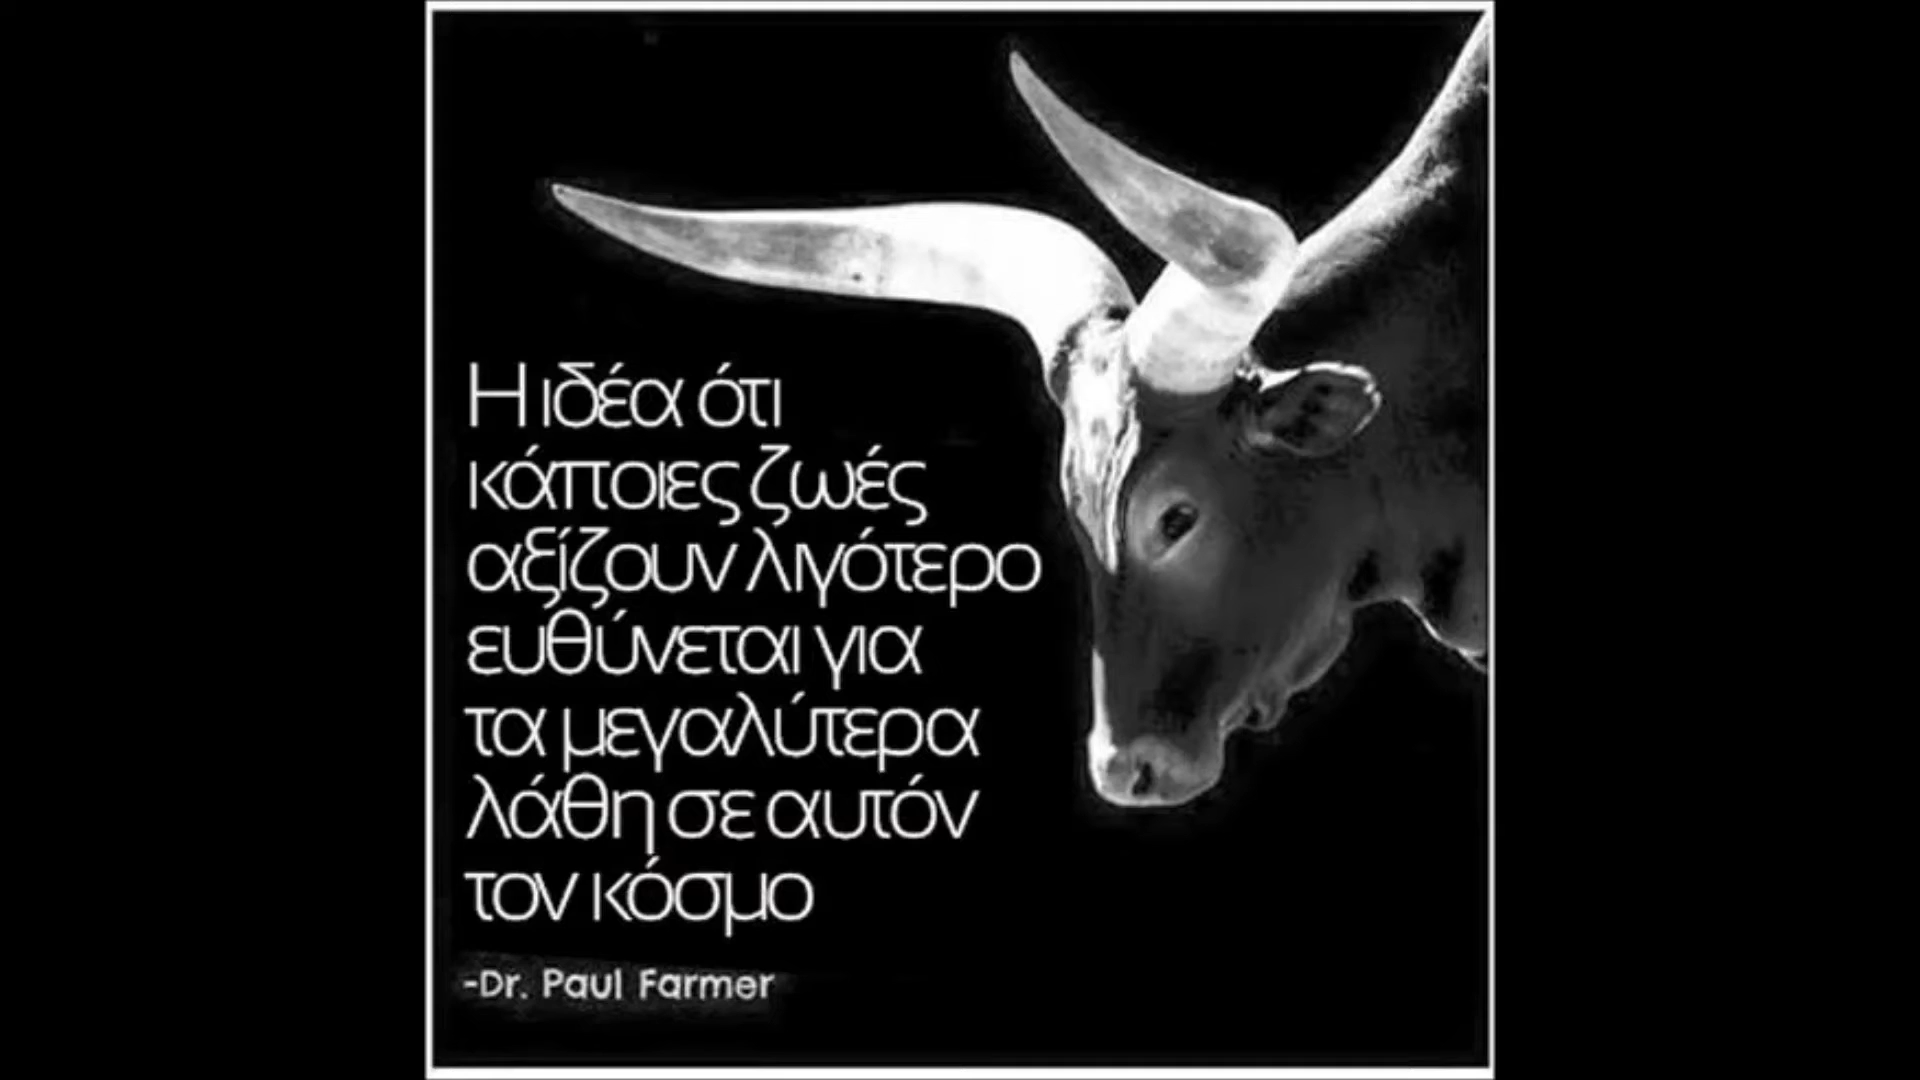 Η ιδέα ότι
κάποιες ζωές
αξίζουν λιγότερο
ευθύνεται για
τα μεγαλύτερα
λάθη σε αυτόν
τον κόσμο
-Dr. Paul Farmer